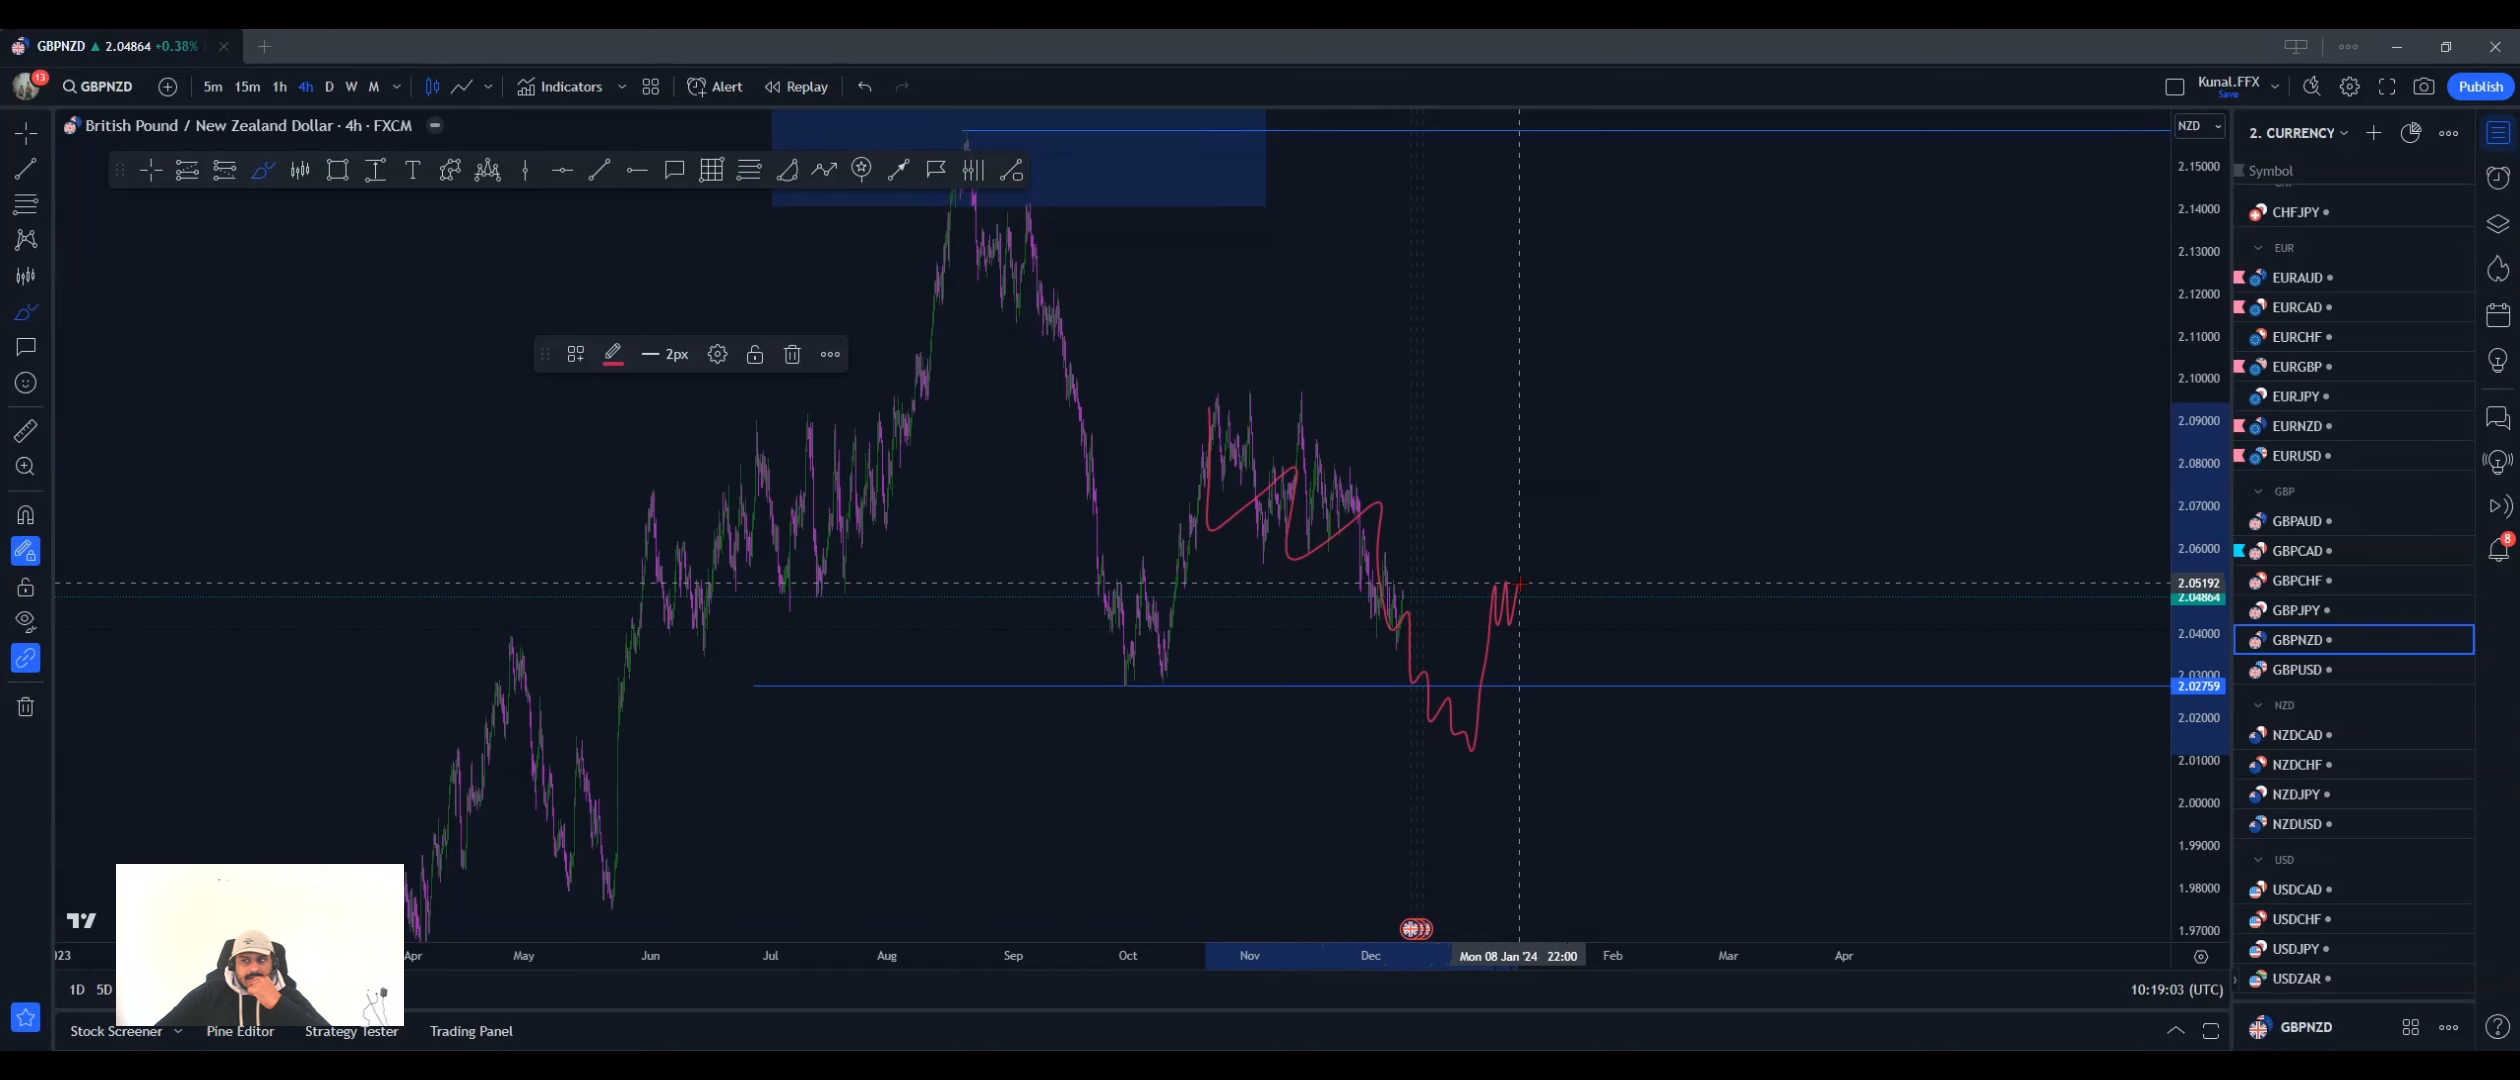 GBPNZD ▲ 2.04864 +0.38%
13
GBPNZD
5m 15m 1h 4h D W M
Indicators
Alert
Replay
Kunal.FFX
Save
Publish
British Pound / New Zealand Dollar · 4h · FXCM
NZD
2. CURRENCY
Symbol
CHFJPY
EUR
EURAUD
EURCAD
EURCHF
EURGBP
EURJPY
EURNZD
EURUSD
GBP
GBPAUD
GBPCAD
GBPCHF
GBPJPY
GBPNZD
GBPUSD
NZD
NZDCAD
NZDCHF
NZDJPY
NZDUSD
USD
USDCAD
USDCHF
USDJPY
USDZAR
GBPNZD
8
2px
T
2.15000
2.14000
2.13000
2.12000
2.11000
2.10000
2.09000
2.08000
2.07000
2.06000
2.05192
2.04864
2.04000
2.03000
2.02759
2.02000
2.01000
2.00000
1.99000
1.98000
1.97000
023 Apr May Jun Jul Aug Sep Oct Nov Dec Mon 08 Jan '24 22:00 Feb Mar Apr
1D 5D
10:19:03 (UTC)
Stock Screener Pine Editor Strategy Tester Trading Panel